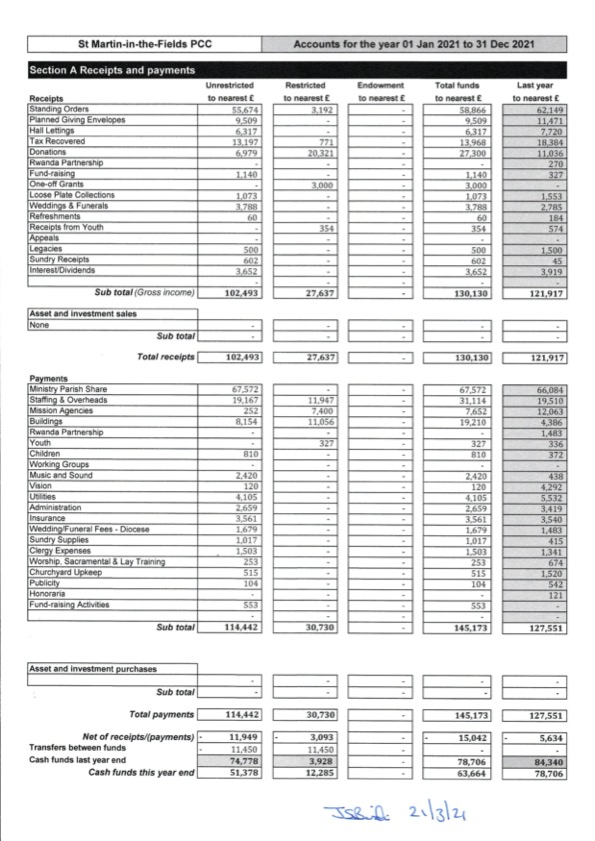 St Martin-in-the-Fields PCC Accounts for the year 01 Jan 2021 to 31 Dec 2021
Section A Receipts and payments
Unrestricted Restricted Endowment Total funds Last year
Receipts to nearest £ to nearest £ to nearest £ to nearest £ to nearest £
Standing Orders 55,674 3,192 - 58,866 62,149
Planned Giving Envelopes 9,509 - - 9,509 11,471
Hall Lettings 6,317 - - 6,317 7,720
Tax Recovered 13,197 771 - 13,968 18,384
Donations 6,979 20,321 - 27,300 11,036
Rwanda Partnership - - - - 270
Fund-raising 1,140 - - 1,140 327
One-off Grants - 3,000 - 3,000 -
Loose Plate Collections 1,073 - - 1,073 1,553
Weddings & Funerals 3,788 - - 3,788 2,785
Refreshments 60 - - 60 184
Receipts from Youth - 354 - 354 574
Appeals - - - - -
Legacies 500 - - 500 1,500
Sundry Receipts 602 - - 602 45
Interest/Dividends 3,652 - - 3,652 3,919
- - - - -
Sub total (Gross income) 102,493 27,637 - 130,130 121,917
Asset and investment sales
None - - - - -
Sub total - - - - -
Total receipts 102,493 27,637 - 130,130 121,917
Payments
Ministry Parish Share 67,572 - - 67,572 66,084
Staffing & Overheads 19,167 11,947 - 31,114 19,510
Mission Agencies 252 7,400 - 7,652 12,063
Buildings 8,154 11,056 - 19,210 4,386
Rwanda Partnership - - - - 1,483
Youth - 327 - 327 336
Children 810 - - 810 372
Working Groups - - - - -
Music and Sound 2,420 - - 2,420 438
Vision 120 - - 120 4,292
Utilities 4,105 - - 4,105 5,532
Administration 2,659 - - 2,659 3,419
Insurance 3,561 - - 3,561 3,540
Wedding/Funeral Fees - Diocese 1,679 - - 1,679 1,483
Sundry Supplies 1,017 - - 1,017 415
Clergy Expenses 1,503 - - 1,503 1,341
Worship, Sacramental & Lay Training 253 - - 253 674
Churchyard Upkeep 515 - - 515 1,520
Publicity 104 - - 104 542
Honoraria - - - - 121
Fund-raising Activities 553 - - 553 -
- - - - -
Sub total 114,442 30,730 - 145,173 127,551
Asset and investment purchases
- - - - -
Sub total - - - - -
Total payments 114,442 30,730 - 145,173 127,551
Net of receipts/(payments) - 11,949 - 3,093 - - 15,042 - 5,634
Transfers between funds - 11,450 11,450 - - -
Cash funds last year end 74,778 3,928 - 78,706 84,340
Cash funds this year end 51,378 12,285 - 63,664 78,706
21/3/21